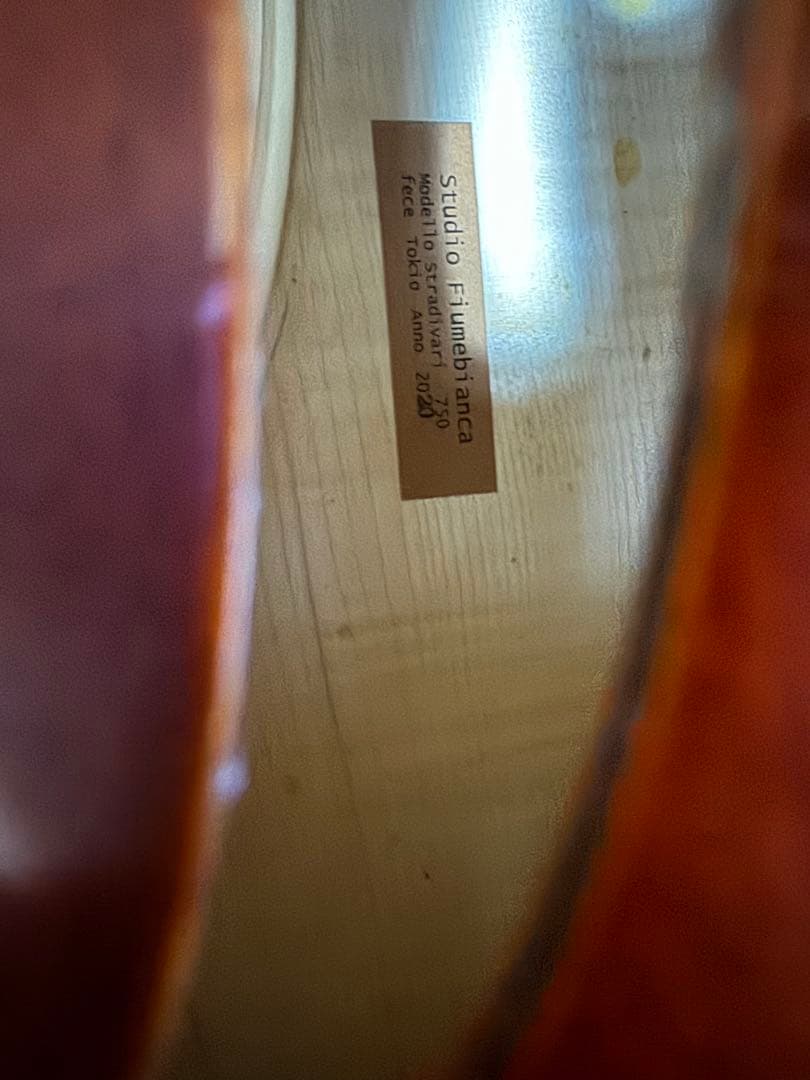 Studio Fiumebianca
Modello Stradivari 750
fece Tokio Anno 2020